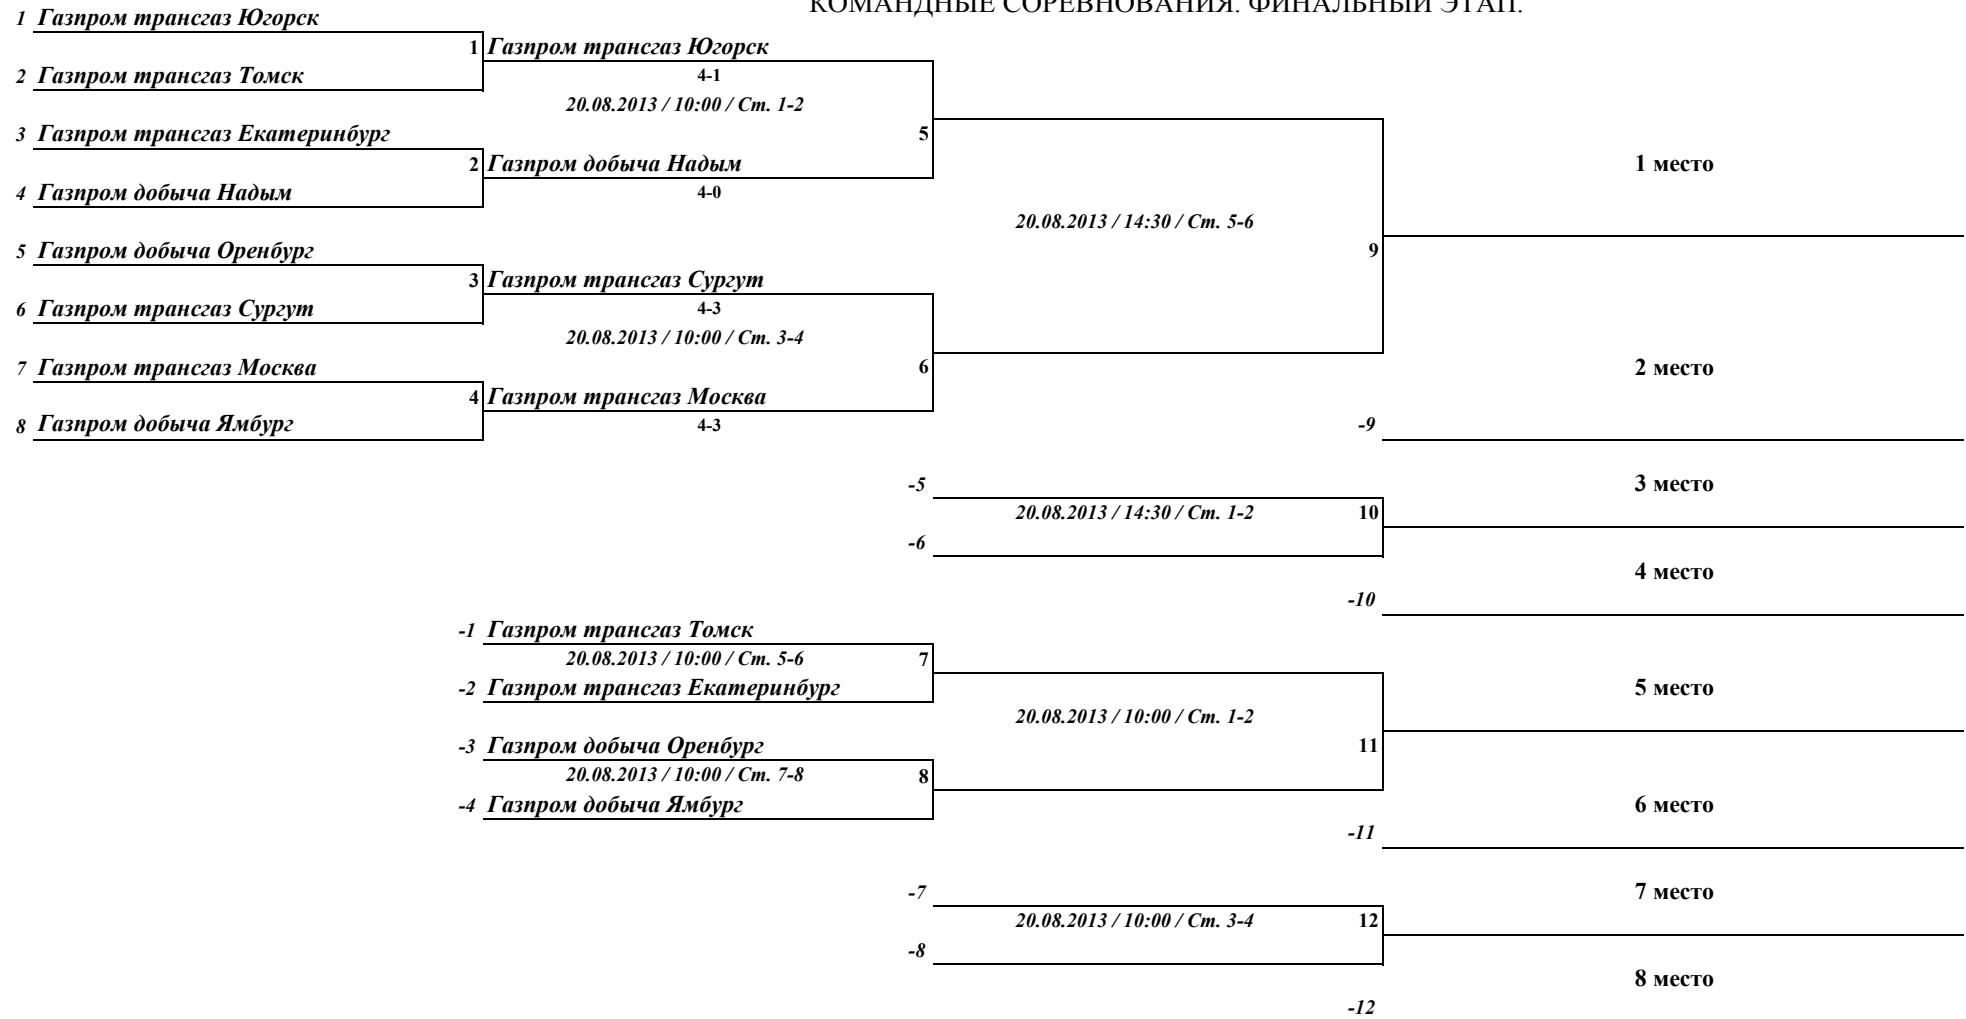 КОМАНДНЫЕ СОРЕВНОВАНИЯ. ФИНАЛЬНЫЙ ЭТАП.
1 Газпром трансгаз Югорск
1 Газпром трансгаз Югорск
2 Газпром трансгаз Томск
4-1
20.08.2013 / 10:00 / Ст. 1-2
3 Газпром трансгаз Екатеринбург
5
2 Газпром добыча Надым
1 место
4 Газпром добыча Надым
4-0
20.08.2013 / 14:30 / Ст. 5-6
5 Газпром добыча Оренбург
9
3 Газпром трансгаз Сургут
6 Газпром трансгаз Сургут
4-3
20.08.2013 / 10:00 / Ст. 3-4
7 Газпром трансгаз Москва
6
2 место
4 Газпром трансгаз Москва
8 Газпром добыча Ямбург
4-3
-9
-5
3 место
20.08.2013 / 14:30 / Ст. 1-2
10
-6
4 место
-10
-1 Газпром трансгаз Томск
20.08.2013 / 10:00 / Ст. 5-6
7
-2 Газпром трансгаз Екатеринбург
5 место
20.08.2013 / 10:00 / Ст. 1-2
-3 Газпром добыча Оренбург
11
20.08.2013 / 10:00 / Ст. 7-8
8
-4 Газпром добыча Ямбург
6 место
-11
-7
7 место
20.08.2013 / 10:00 / Ст. 3-4
12
-8
8 место
-12